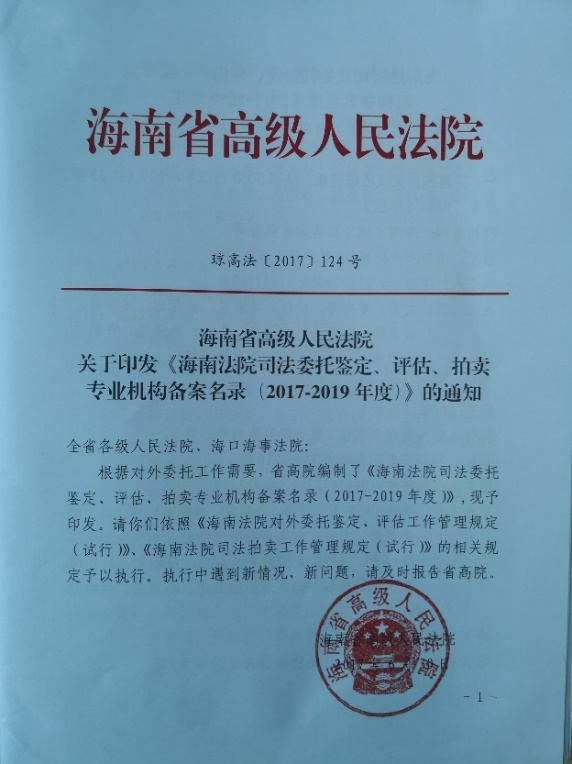 海南省高级人民法院
琼高法〔2017〕124号
海南省高级人民法院
关于印发《海南法院司法委托鉴定、评估、拍卖
专业机构备案名录（2017-2019年度）》的通知
全省各级人民法院、海口海事法院：
根据对外委托工作需要，省高院编制了《海南法院司法委托
鉴定、评估、拍卖专业机构备案名录（2017-2019年度）》，现予
印发。请你们依照《海南法院对外委托鉴定、评估工作管理规定
（试行）》、《海南法院司法拍卖工作管理规定（试行）》的相关规
定予以执行。执行中遇到新情况、新问题，请及时报告省高院。
海南省高级人民法院
海南省高级人民法院
- 1 -